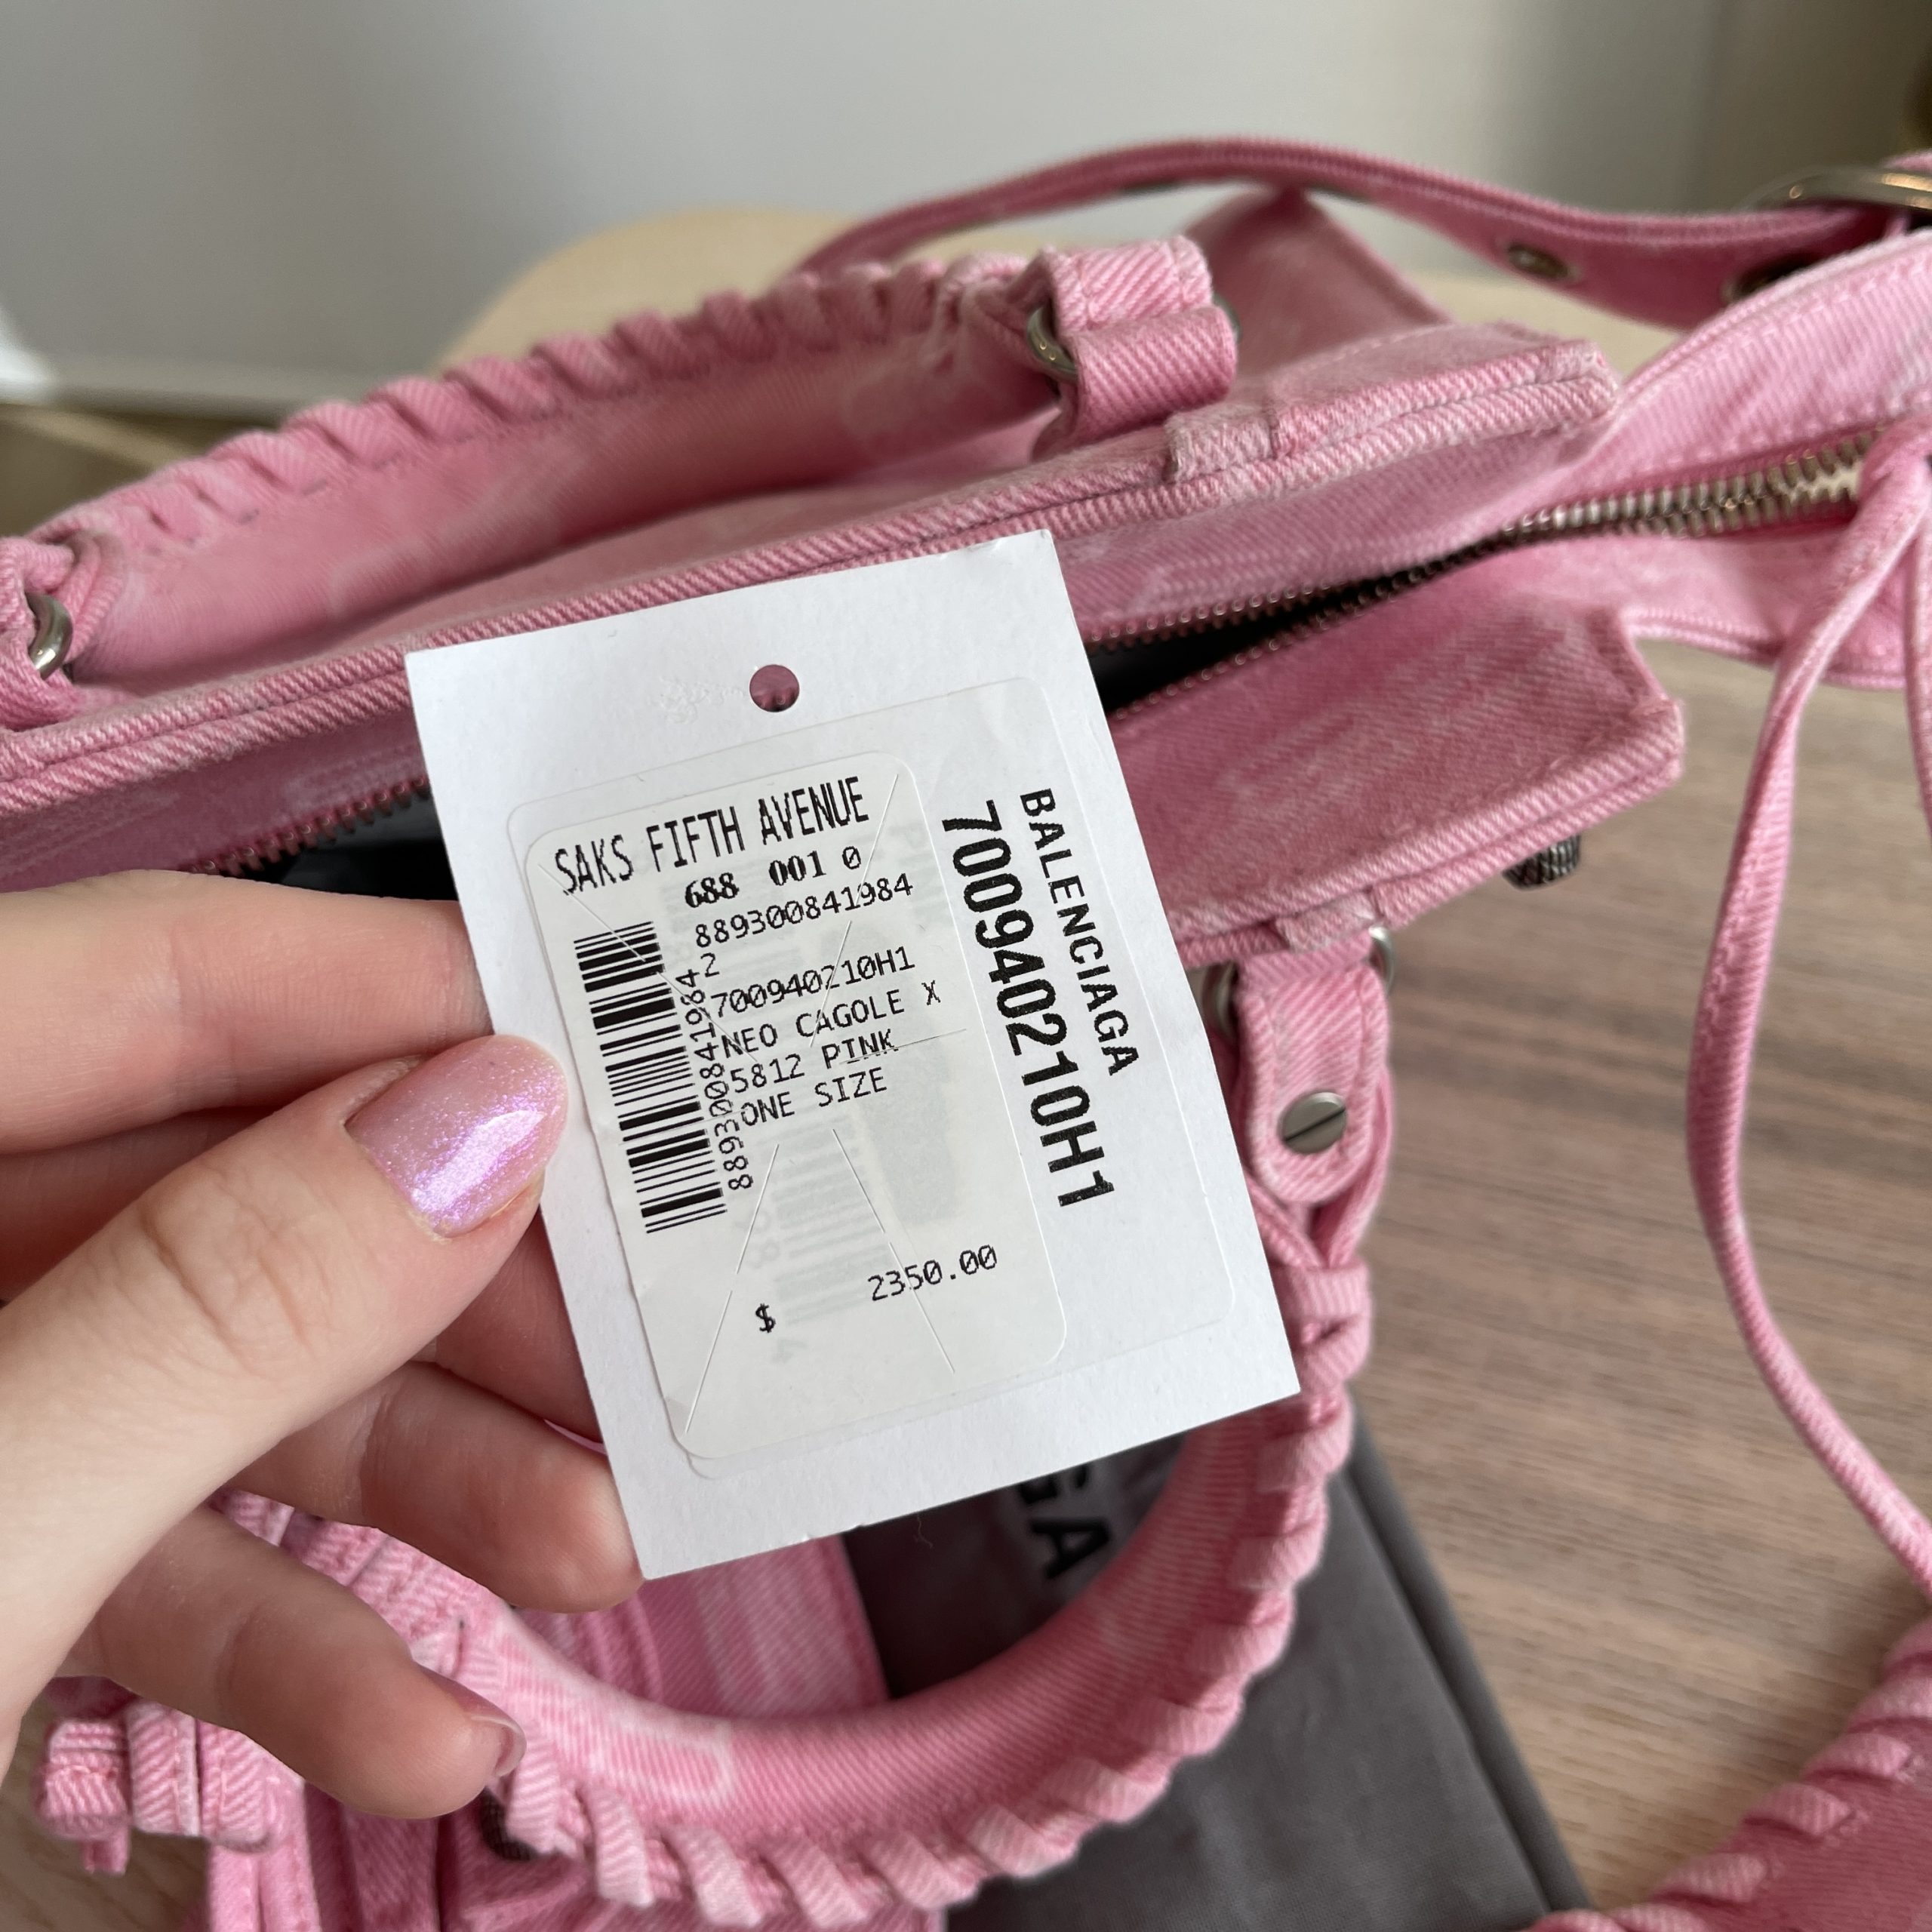 SAKS FIFTH AVENUE
688 001 0
889300841984
2
700940210H1
NEO CAGOLE X
5812 PINK
ONE SIZE
889300841984
$ 2350.00
BALENCIAGA
700940210H1
GA